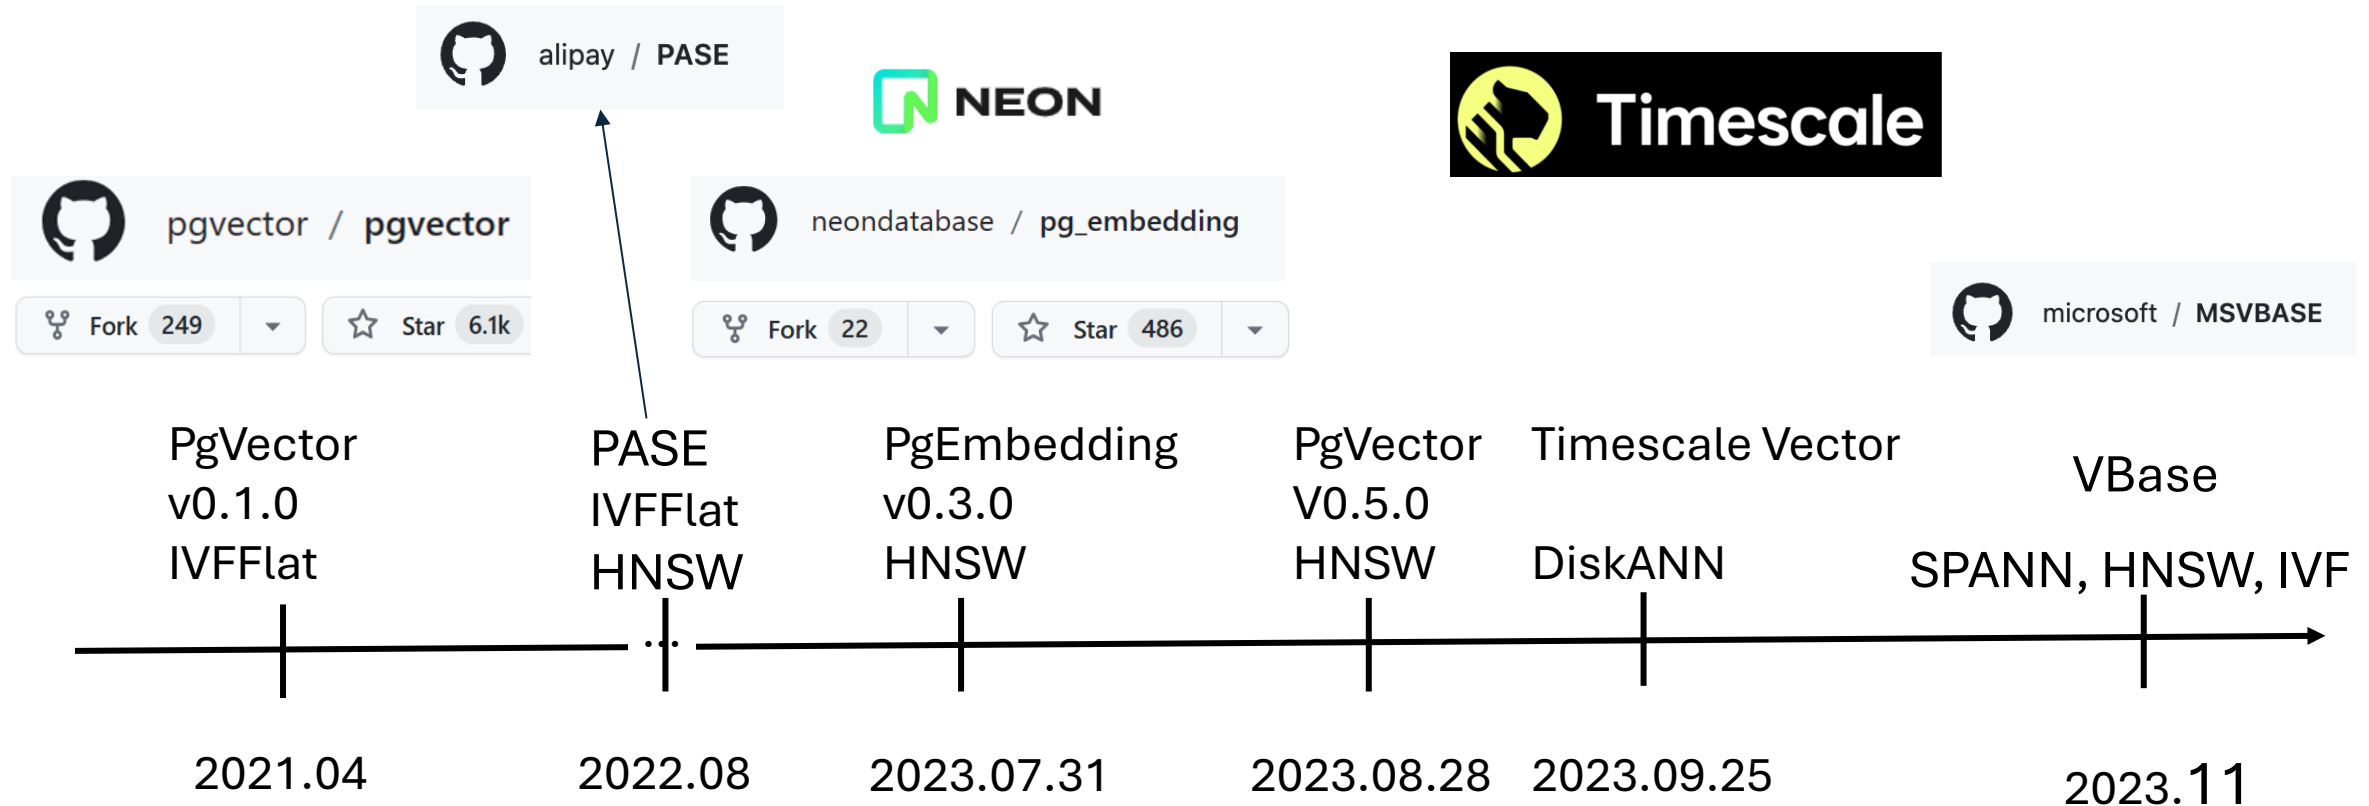 alipay / PASE
NEON
Timescale
pgvector / pgvector
neondatabase / pg_embedding
Fork 249
Star 6.1k
Fork 22
Star 486
microsoft / MSVBASE
PgVector
v0.1.0
IVFFlat
PASE
IVFFlat
HNSW
PgEmbedding
v0.3.0
HNSW
PgVector
V0.5.0
HNSW
Timescale Vector
DiskANN
VBase
SPANN, HNSW, IVF
...
2021.04
2022.08
2023.07.31
2023.08.28
2023.09.25
2023.11